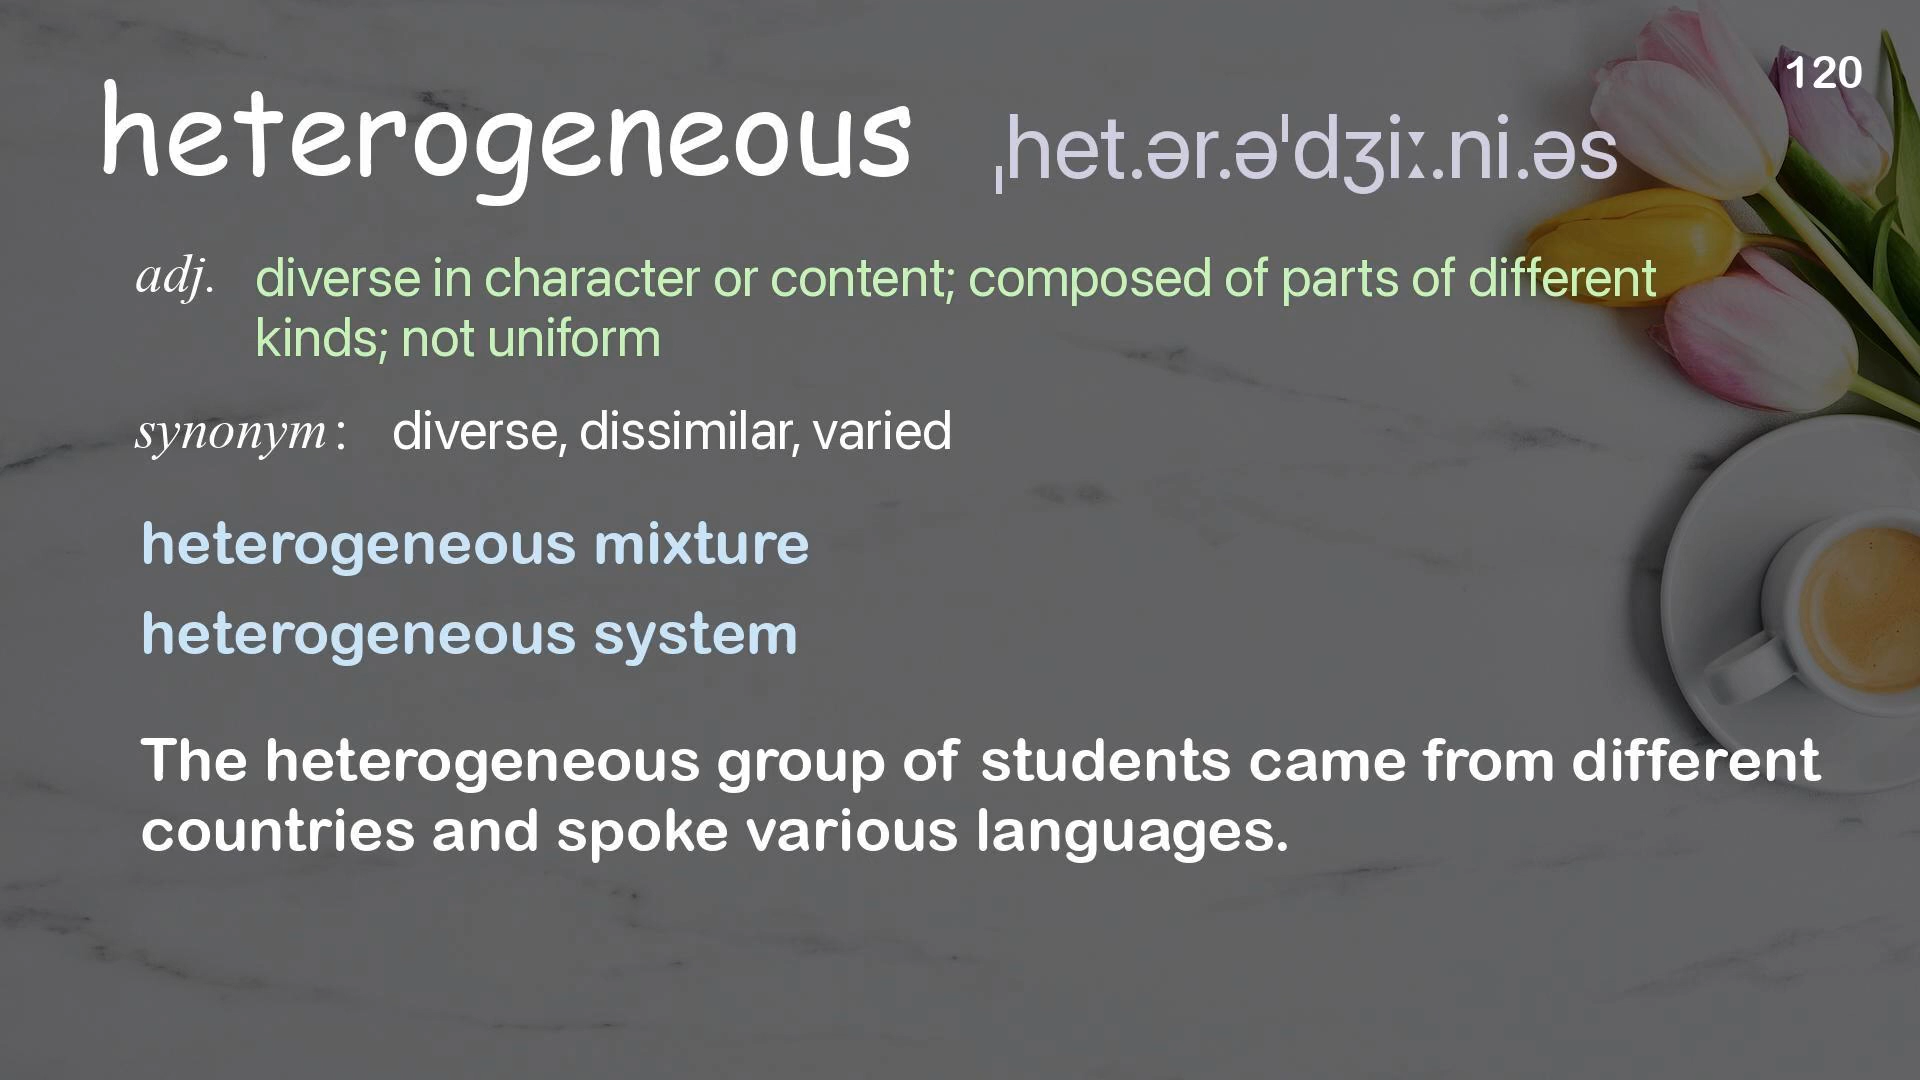 120
heterogeneous ˌhet.ər.əˈdʒiː.ni.əs
adj. diverse in character or content; composed of parts of different
kinds; not uniform
synonym: diverse, dissimilar, varied
heterogeneous mixture
heterogeneous system
The heterogeneous group of students came from different
countries and spoke various languages.